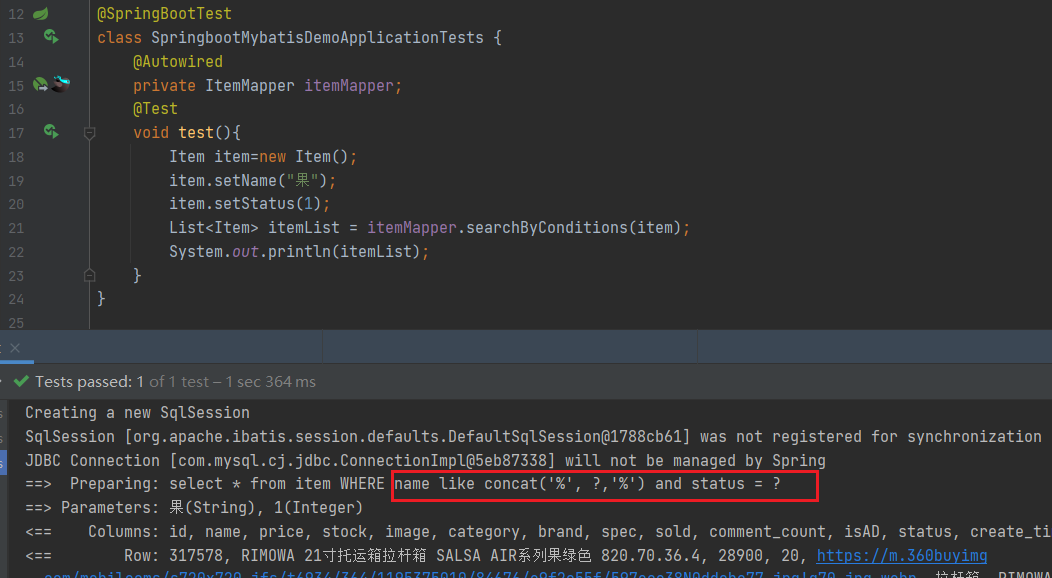 12 @SpringBootTest
13 class SpringbootMybatisDemoApplicationTests {
14 @Autowired
15 private ItemMapper itemMapper;
16 @Test
17 void test(){
18 Item item=new Item();
19 item.setName("果");
20 item.setStatus(1);
21 List<Item> itemList = itemMapper.searchByConditions(item);
22 System.out.println(itemList);
23 }
24 }
25
Tests passed: 1 of 1 test – 1 sec 364 ms
Creating a new SqlSession
SqlSession [org.apache.ibatis.session.defaults.DefaultSqlSession@1788cb61] was not registered for synchronization
JDBC Connection [com.mysql.cj.jdbc.ConnectionImpl@5eb87338] will not be managed by Spring
==> Preparing: select * from item WHERE name like concat('%', ?,'%') and status = ?
==> Parameters: 果(String), 1(Integer)
<== Columns: id, name, price, stock, image, category, brand, spec, sold, comment_count, isAD, status, create_ti
<== Row: 317578, RIMOWA 21寸托运箱拉杆箱 SALSA AIR系列果绿色 820.70.36.4, 28900, 20, https://m.360buyimg